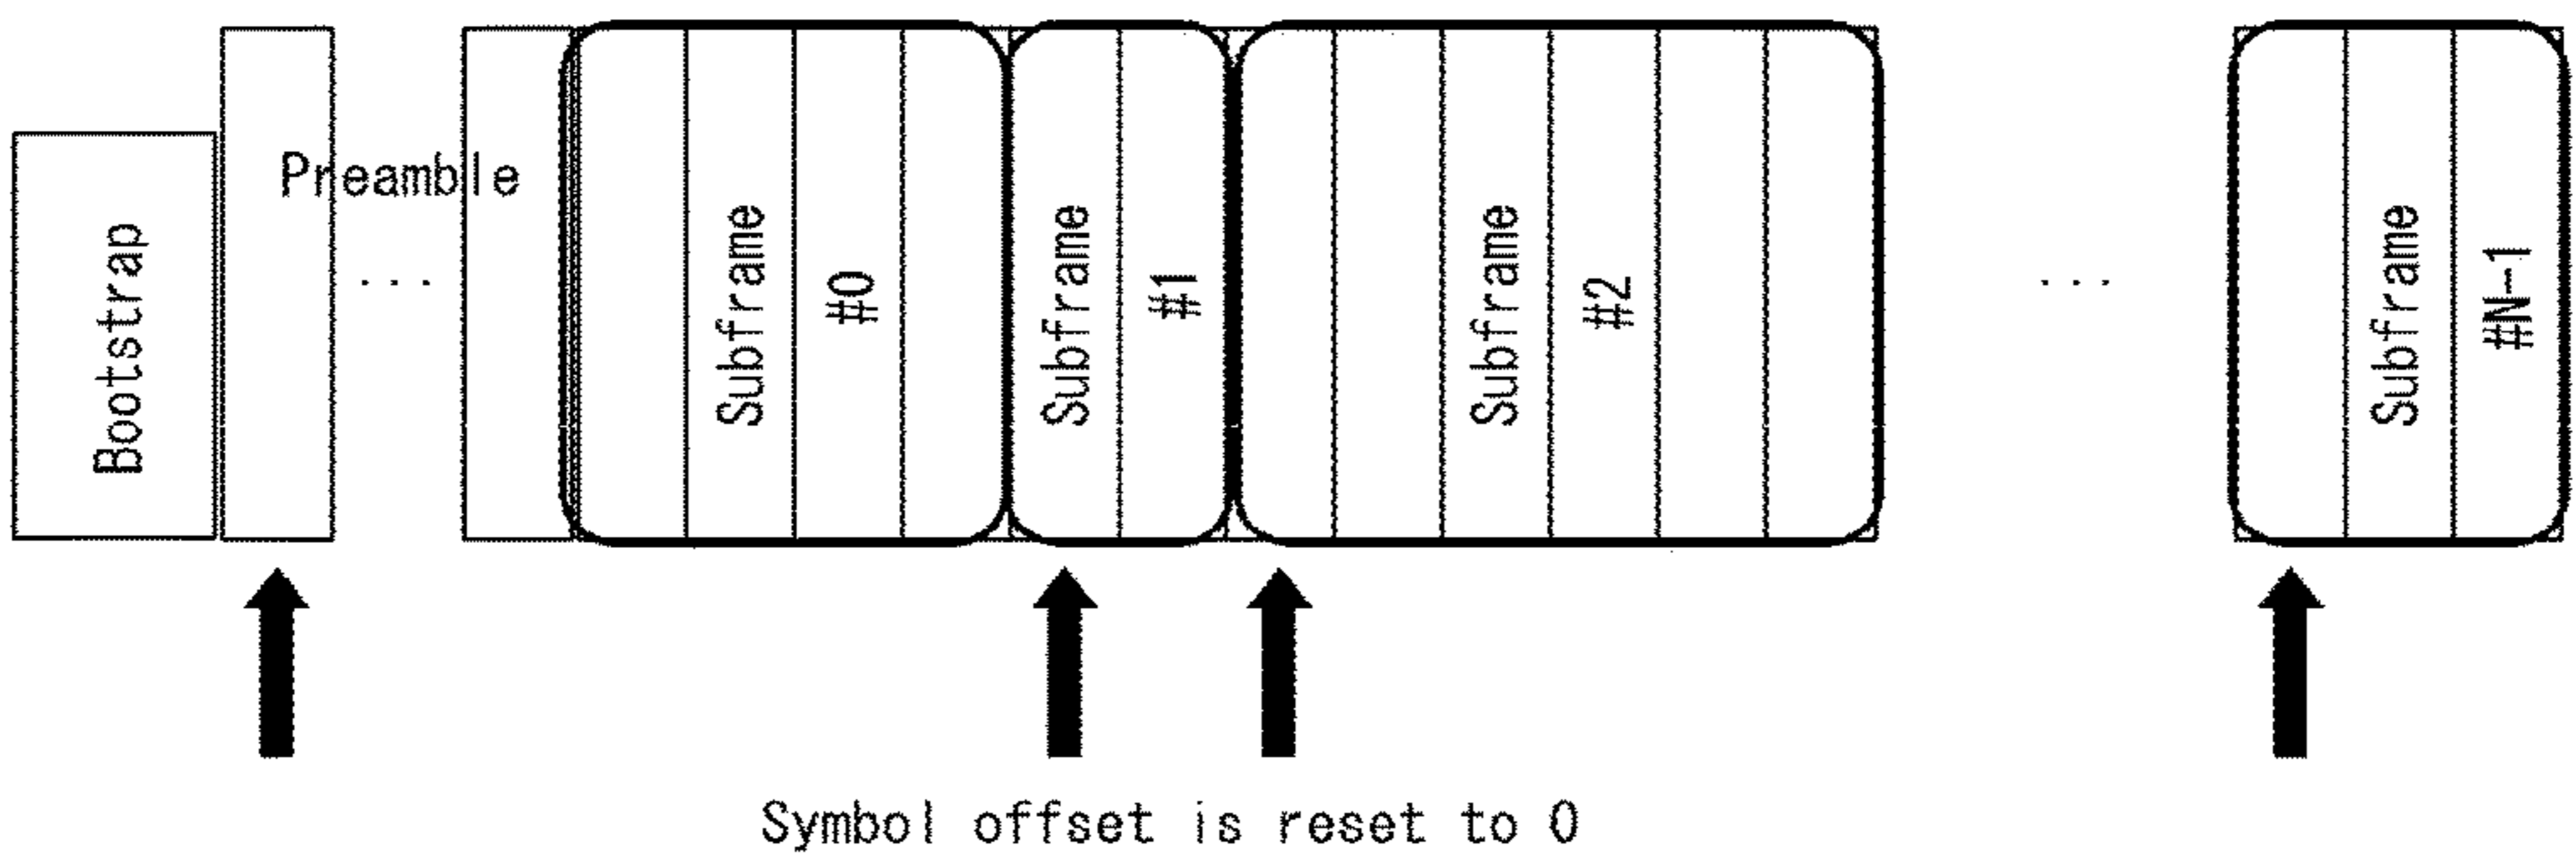 Bootstrap
Preamble
...
Subframe
#0
Subframe
#1
Subframe
#2
...
Subframe
#N-1
Symbol offset is reset to 0